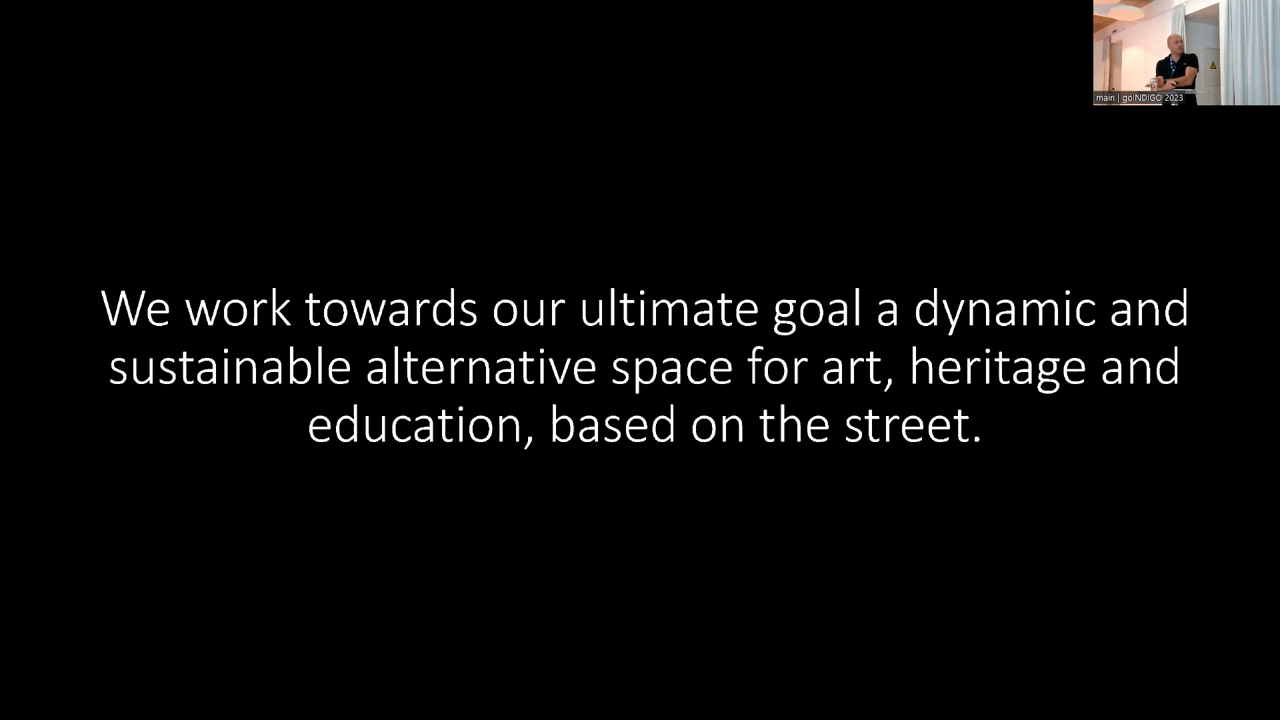 main | goINDIGO 2023
We work towards our ultimate goal a dynamic and
sustainable alternative space for art, heritage and
education, based on the street.